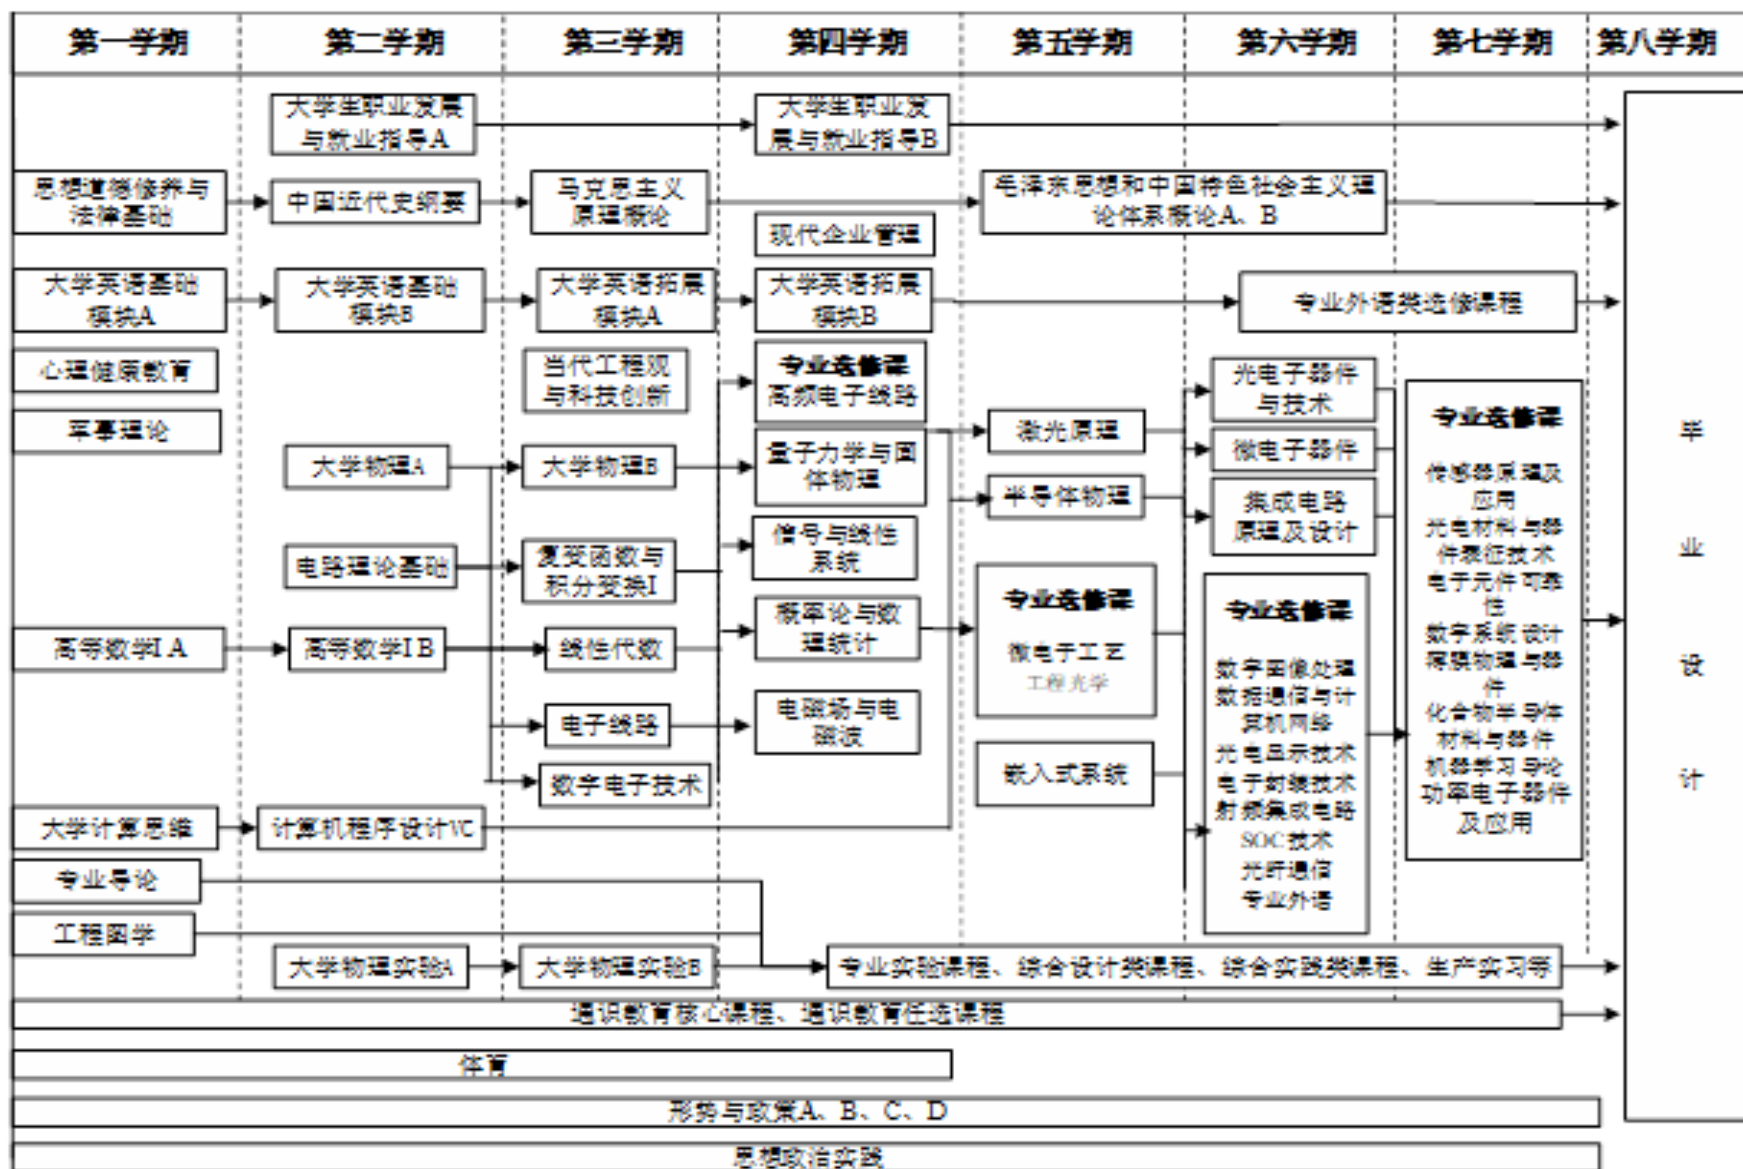 第一学期
第二学期
第三学期
第四学期
第五学期
第六学期
第七学期
第八学期
大学生职业发展
与就业指导A
大学生职业发
展与就业指导B
思想道德修养与
法律基础
中国近代史纲要
马克思主义
原理概论
毛泽东思想和中国特色社会主义理
论体系概论A、B
现代企业管理
大学英语基础
模块A
大学英语基础
模块B
大学英语拓展
模块A
大学英语拓展
模块B
专业外语类选修课程
心理健康教育
军事理论
当代工程观
与科技创新
专业选修课
高频电子线路
大学物理A
大学物理B
量子力学与固
体物理
激光原理
半导体物理
光电子器件
与技术
微电子器件
集成电路
原理及设计
电路理论基础
复变函数与
积分变换I
信号与线性
系统
高等数学I A
高等数学I B
线性代数
概率论与数
理统计
电子线路
电磁场与电
磁波
数字电子技术
专业选修课
微电子工艺
工程光学
嵌入式系统
专业选修课
数字图像处理
数据通信与计
算机网络
光电显示技术
电子封装技术
射频集成电路
SOC技术
光纤通信
专业外语
专业选修课
传感器原理及
应用
光电材料与器
件表征技术
电子元件可靠
性
数字系统设计
薄膜物理与器
件
化合物半导体
材料与器件
机器学习导论
功率电子器件
及应用
毕
业
设
计
大学计算思维
计算机程序设计VC
专业导论
工程图学
大学物理实验A
大学物理实验B
专业实验课程、综合设计类课程、综合实践类课程、生产实习等
通识教育核心课程、通识教育任选课程
体育
形势与政策A、B、C、D
思想政治实践